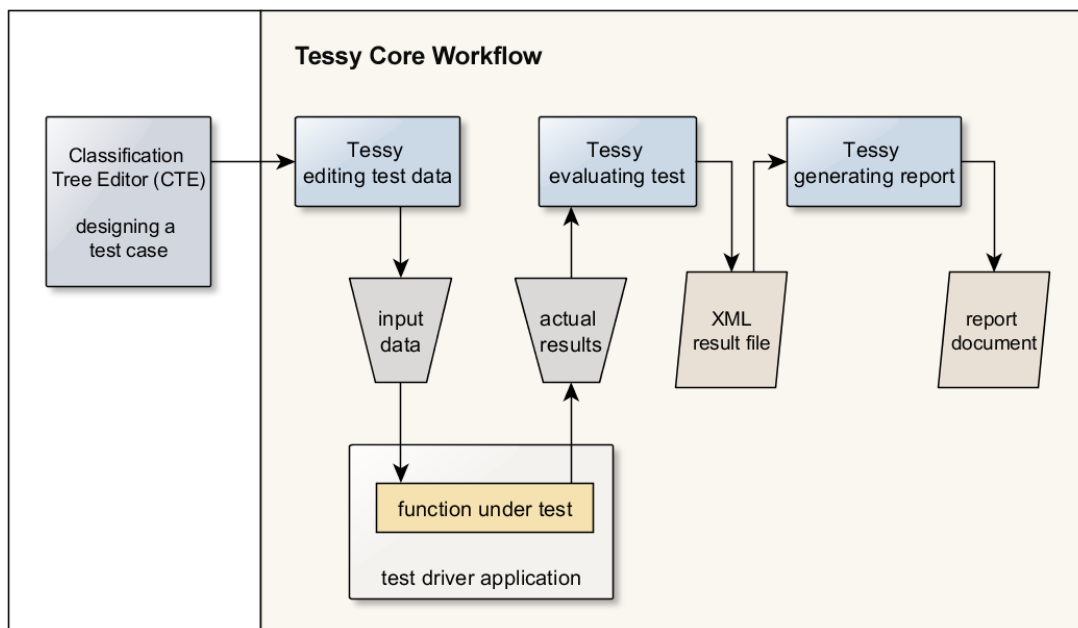 Tessy Core Workflow
Classification
Tree Editor (CTE)
designing a
test case
Tessy
editing test data
Tessy
evaluating test
Tessy
generating report
input
data
actual
results
XML
result file
report
document
function under test
test driver application